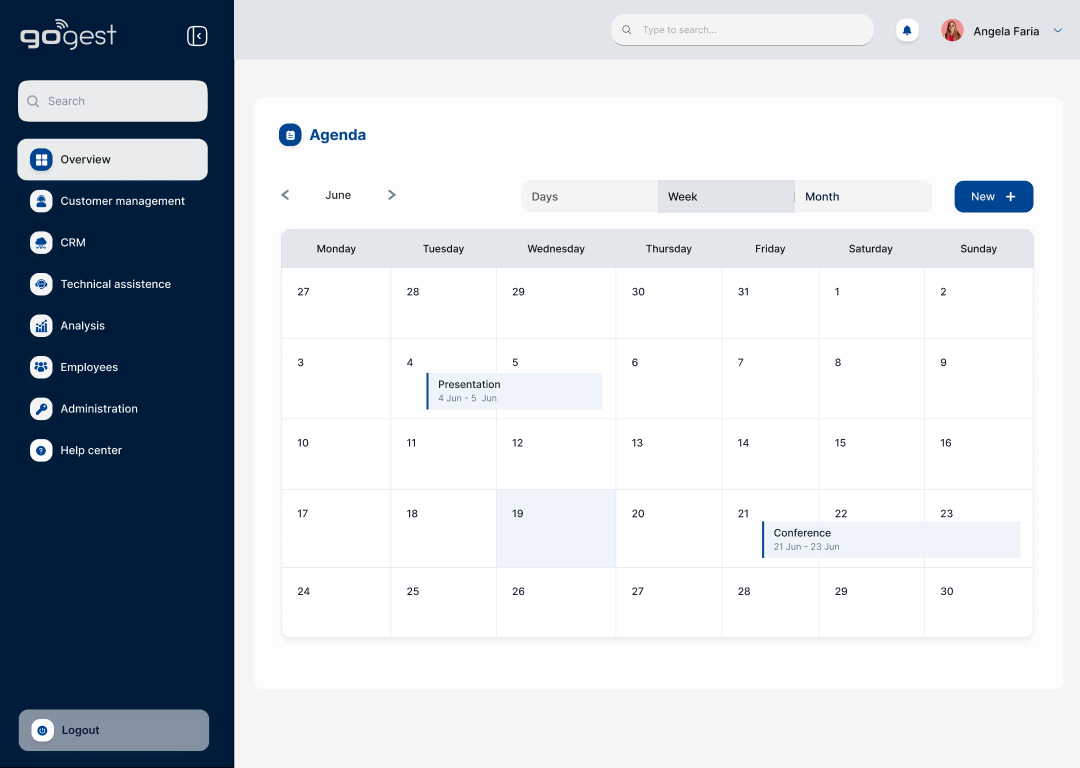 gogest
Type to search...
Angela Faria
Search
Overview
Customer management
CRM
Technical assistence
Analysis
Employees
Administration
Help center
Logout
Agenda
< June >
Days Week Month
New +
Monday Tuesday Wednesday Thursday Friday Saturday Sunday
27 28 29 30 31 1 2
3 4 5 6 7 8 9
Presentation
4 Jun - 5 Jun
10 11 12 13 14 15 16
17 18 19 20 21 22 23
Conference
21 Jun - 23 Jun
24 25 26 27 28 29 30